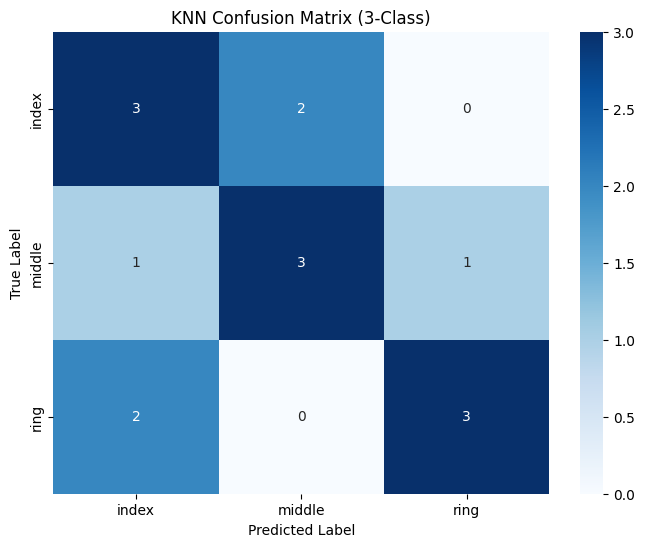 KNN Confusion Matrix (3-Class)
True Label
index
3 2 0
middle
1 3 1
ring
2 0 3
index middle ring
Predicted Label
3.0
2.5
2.0
1.5
1.0
0.5
0.0